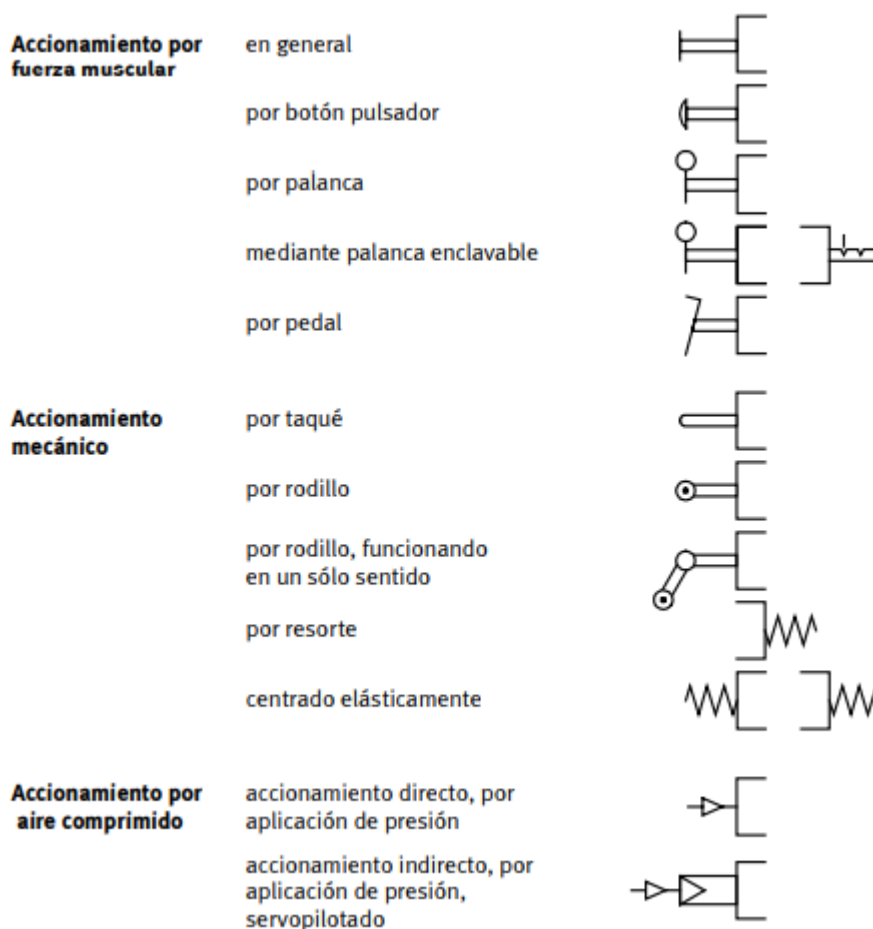 Accionamiento por
fuerza muscular
en general
por botón pulsador
por palanca
mediante palanca enclavable
por pedal
Accionamiento
mecánico
por taqué
por rodillo
por rodillo, funcionando
en un sólo sentido
por resorte
centrado elásticamente
Accionamiento por
aire comprimido
accionamiento directo, por
aplicación de presión
accionamiento indirecto, por
aplicación de presión,
servopilotado